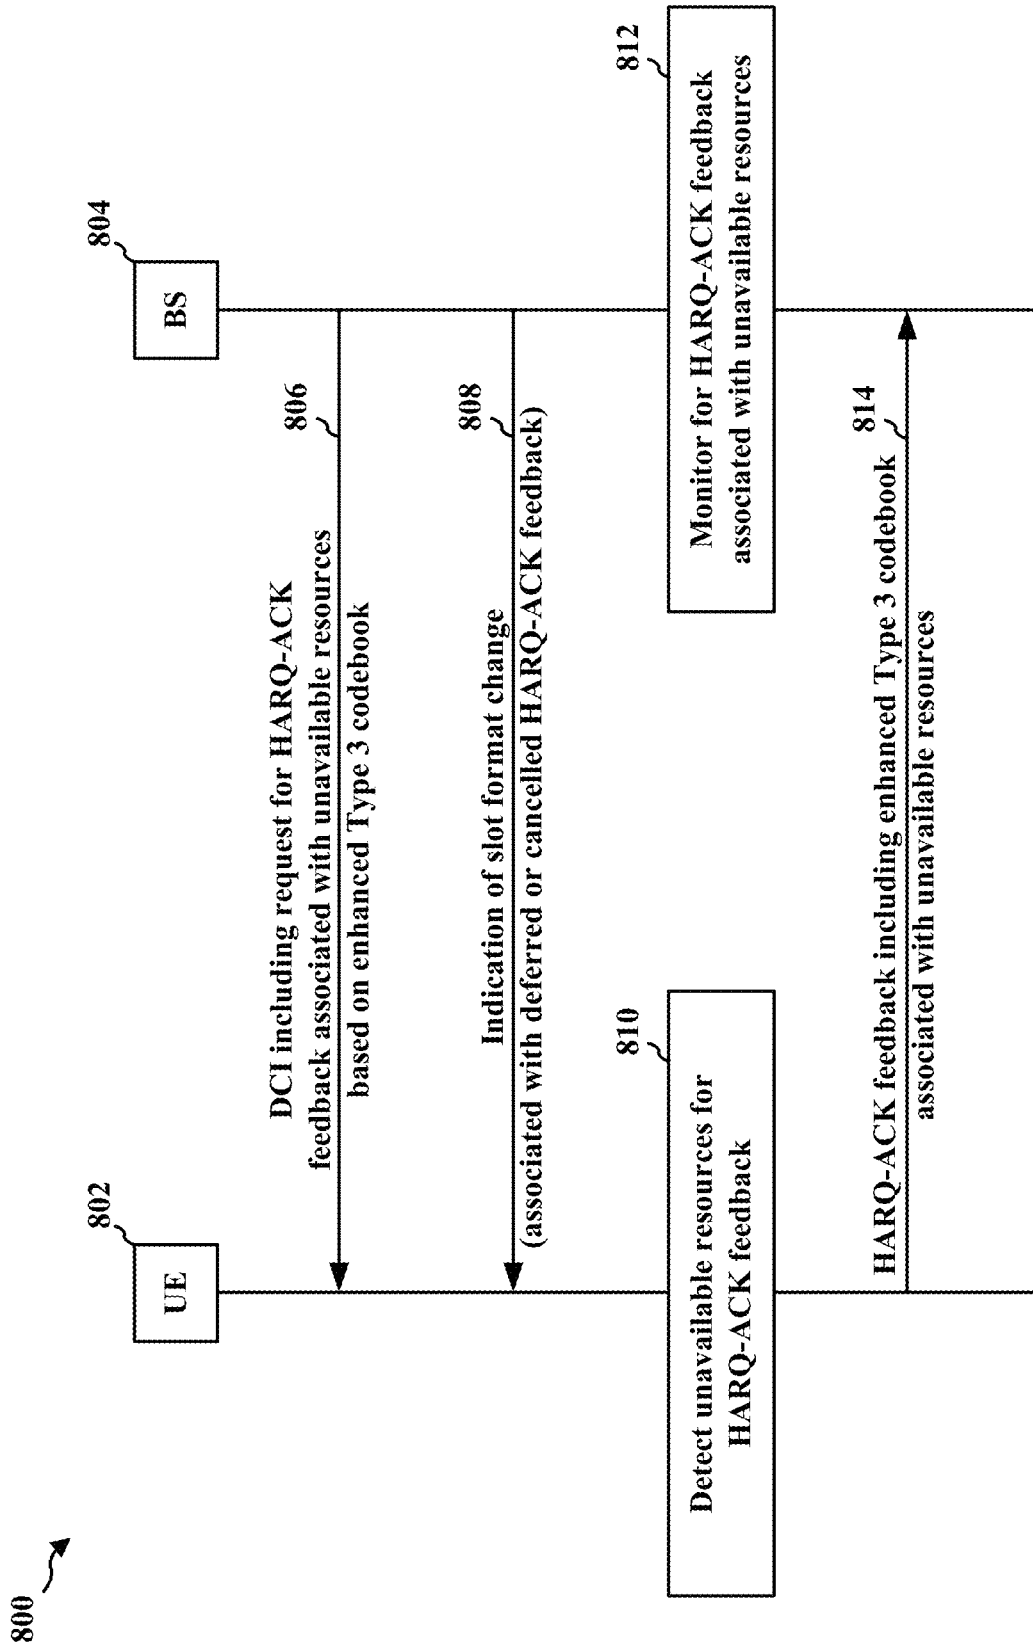 800
802
UE
804
BS
DCI including request for HARQ-ACK
feedback associated with unavailable resources
based on enhanced Type 3 codebook
806
Indication of slot format change
(associated with deferred or cancelled HARQ-ACK feedback)
808
810
Detect unavailable resources for
HARQ-ACK feedback
812
Monitor for HARQ-ACK feedback
associated with unavailable resources
HARQ-ACK feedback including enhanced Type 3 codebook
associated with unavailable resources
814